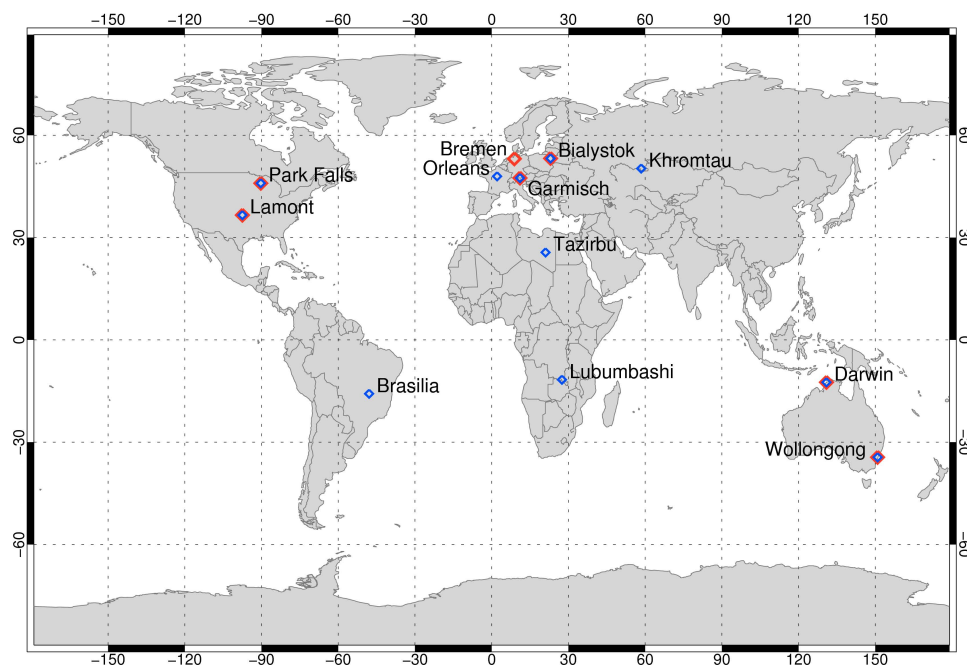 −150 −120 −90 −60 −30 0 30 60 90 120 150
60 60
Bremen
Bialystok
Orleans
Khromtau
Park Falls
Garmisch
Lamont
30 30
Tazirbu
0 0
Lubumbashi
Darwin
Brasilia
−30 −30
Wollongong
−60 −60
−150 −120 −90 −60 −30 0 30 60 90 120 150